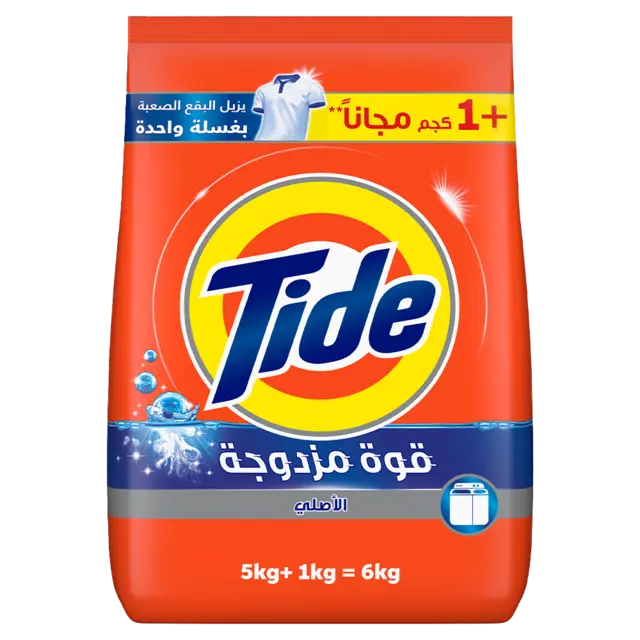 يزيل البقع الصعبة
بغسلة واحدة
+1 كجم مجاناً**
Tide
قوة مزدوجة
الأصلي
5kg+ 1kg = 6kg